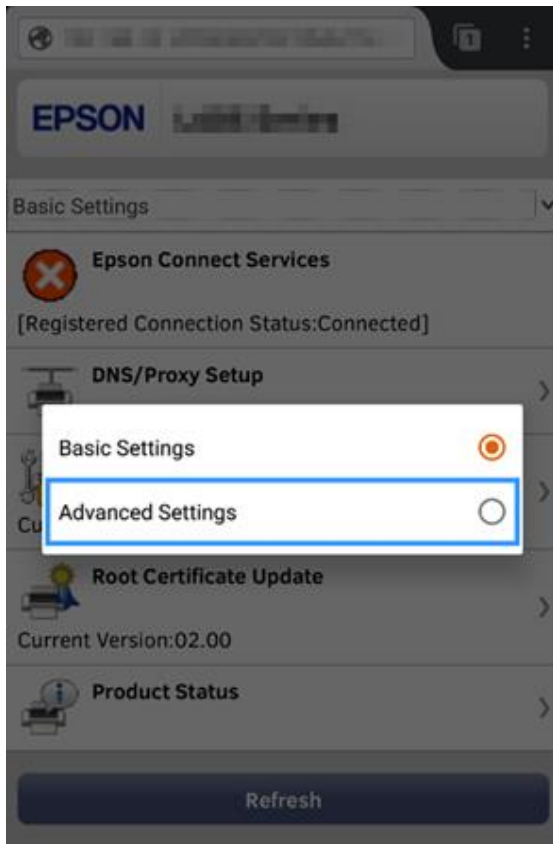 1
EPSON
Basic Settings
Epson Connect Services
[Registered Connection Status:Connected]
DNS/Proxy Setup
Basic Settings
Advanced Settings
Cu
Root Certificate Update
Current Version:02.00
Product Status
Refresh